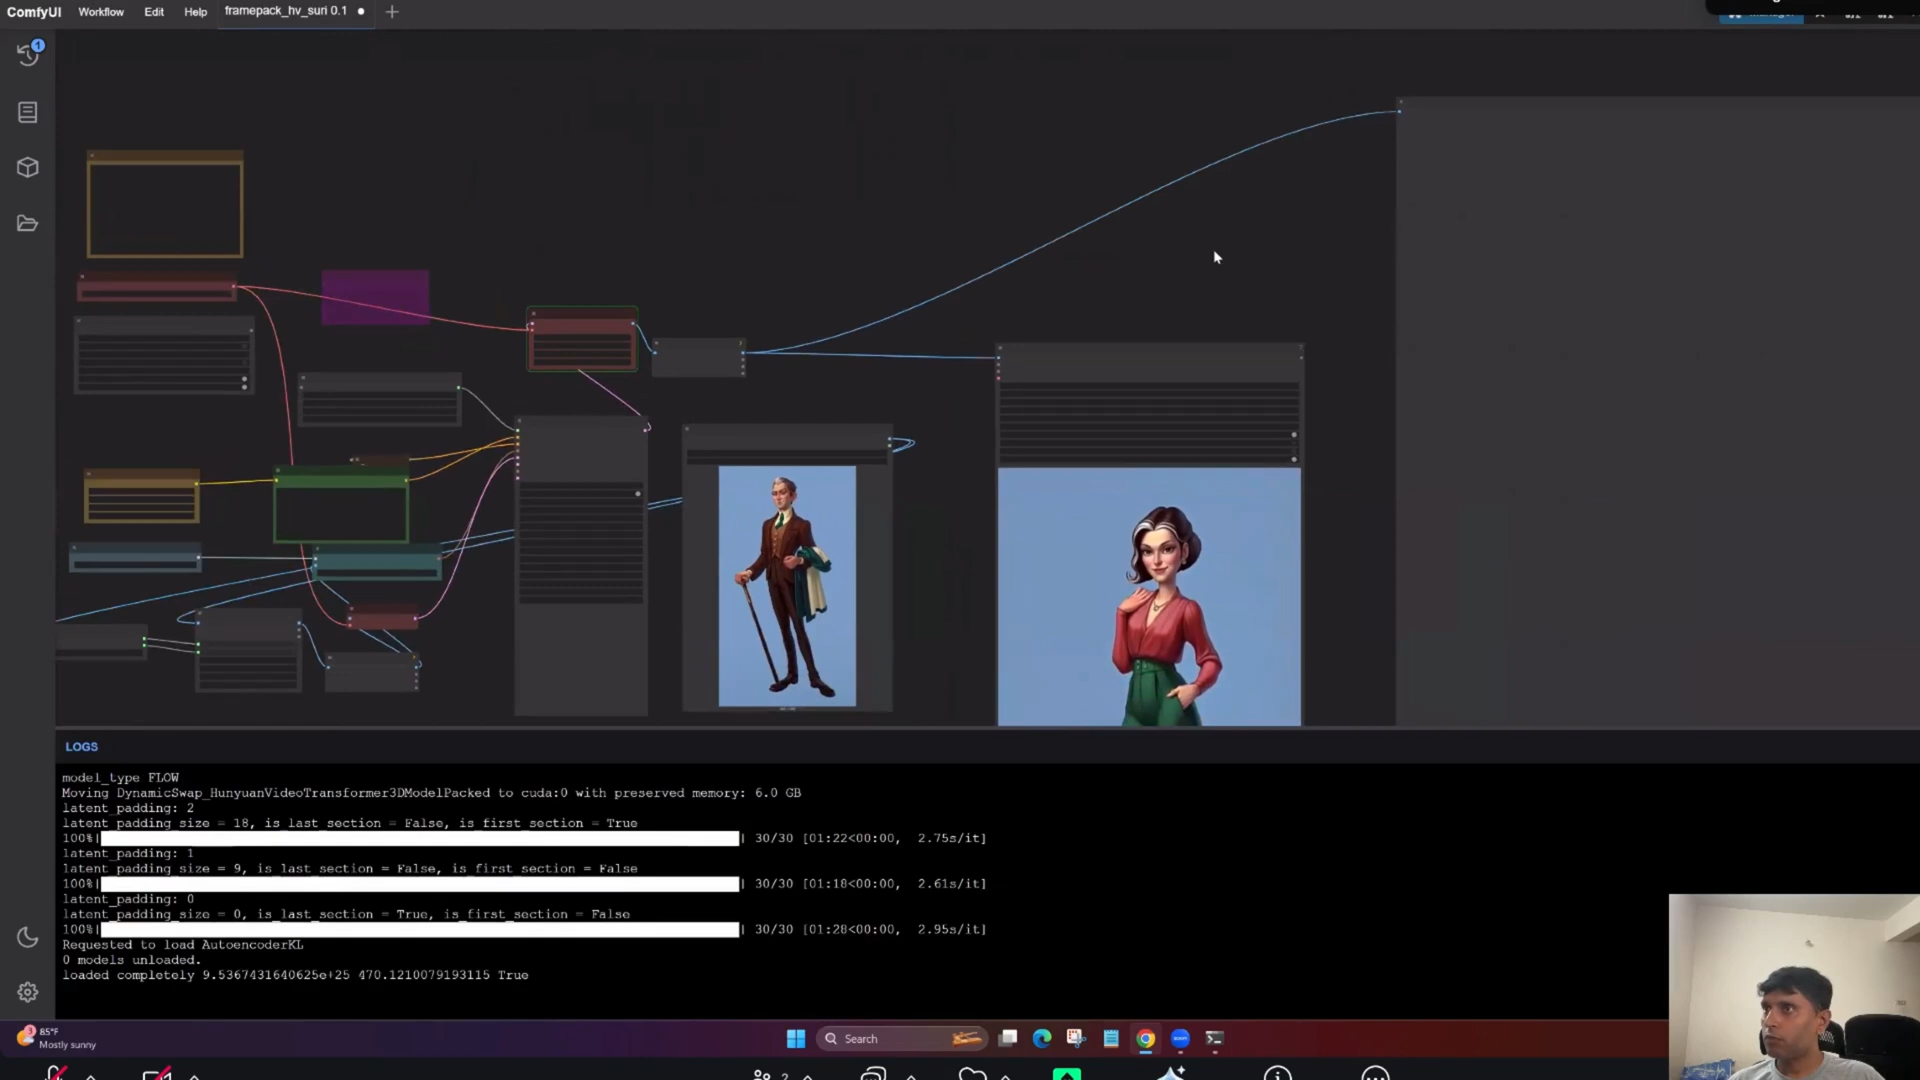 ComfyUI Workflow Edit Help framepack_hv_suri 0.1
1
LOGS
model_type FLOW
Moving DynamicSwap_HunyuanVideoTransformer3DModelPacked to cuda:0 with preserved memory: 6.0 GB
latent_padding: 2
latent_padding_size = 18, is_last_section = False, is_first_section = True
100%| | 30/30 [01:22<00:00, 2.75s/it]
latent_padding: 1
latent_padding_size = 9, is_last_section = False, is_first_section = False
100%| | 30/30 [01:18<00:00, 2.61s/it]
latent_padding: 0
latent_padding_size = 0, is_last_section = True, is_first_section = False
100%| | 30/30 [01:28<00:00, 2.95s/it]
Requested to load AutoencoderKL
0 models unloaded.
loaded completely 9.5367431640625e+25 470.1210079193115 True
3
85°F
Mostly sunny
Search
zoom
2